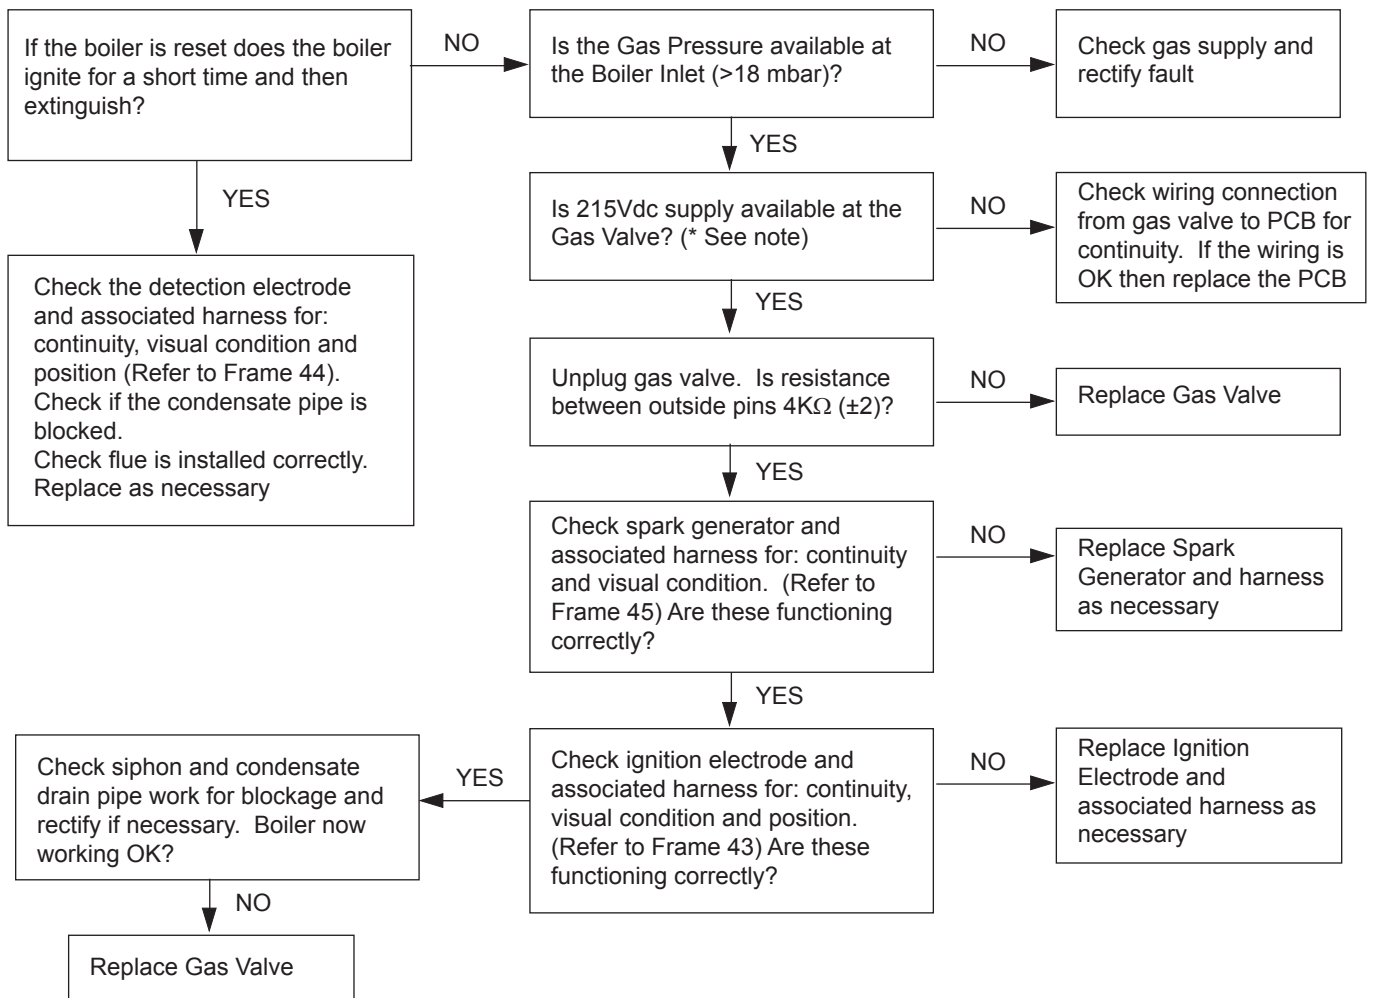 If the boiler is reset does the boiler
ignite for a short time and then
extinguish?
NO
Is the Gas Pressure available at
the Boiler Inlet (>18 mbar)?
NO
Check gas supply and
rectify fault
YES
YES
Is 215Vdc supply available at the
Gas Valve? (* See note)
NO
Check wiring connection
from gas valve to PCB for
continuity.  If the wiring is
OK then replace the PCB
Check the detection electrode
and associated harness for:
continuity, visual condition and
position (Refer to Frame 44).
Check if the condensate pipe is
blocked.
Check flue is installed correctly.
Replace as necessary
YES
Unplug gas valve.  Is resistance
between outside pins 4KΩ (±2)?
NO
Replace Gas Valve
YES
Check spark generator and
associated harness for: continuity
and visual condition.  (Refer to
Frame 45) Are these functioning
correctly?
NO
Replace Spark
Generator and harness
as necessary
YES
Check ignition electrode and
associated harness for: continuity,
visual condition and position.
(Refer to Frame 43) Are these
functioning correctly?
NO
Replace Ignition
Electrode and
associated harness as
necessary
YES
Check siphon and condensate
drain pipe work for blockage and
rectify if necessary.  Boiler now
working OK?
NO
Replace Gas Valve